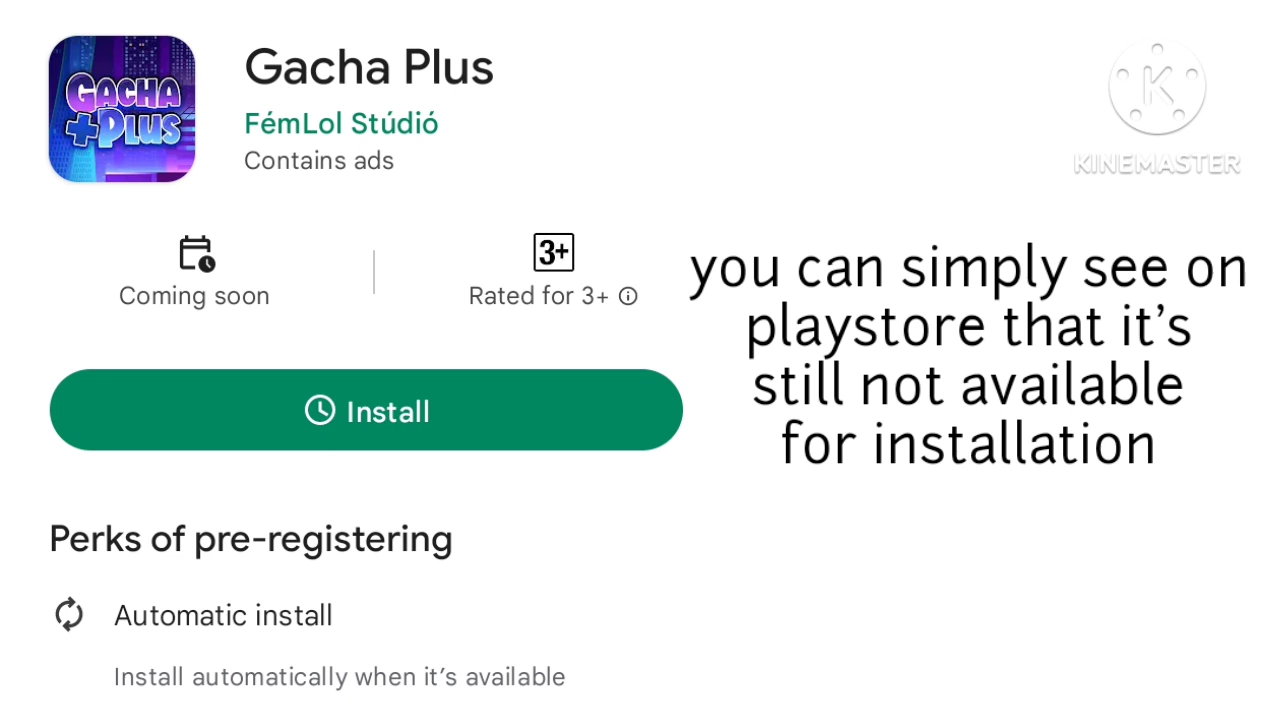 GACHA
+PLUS
Gacha Plus
FémLol Stúdió
Contains ads
K
KINEMASTER
Coming soon
3+
Rated for 3+
you can simply see on
playstore that it's
still not available
for installation
Install
Perks of pre-registering
Automatic install
Install automatically when it's available